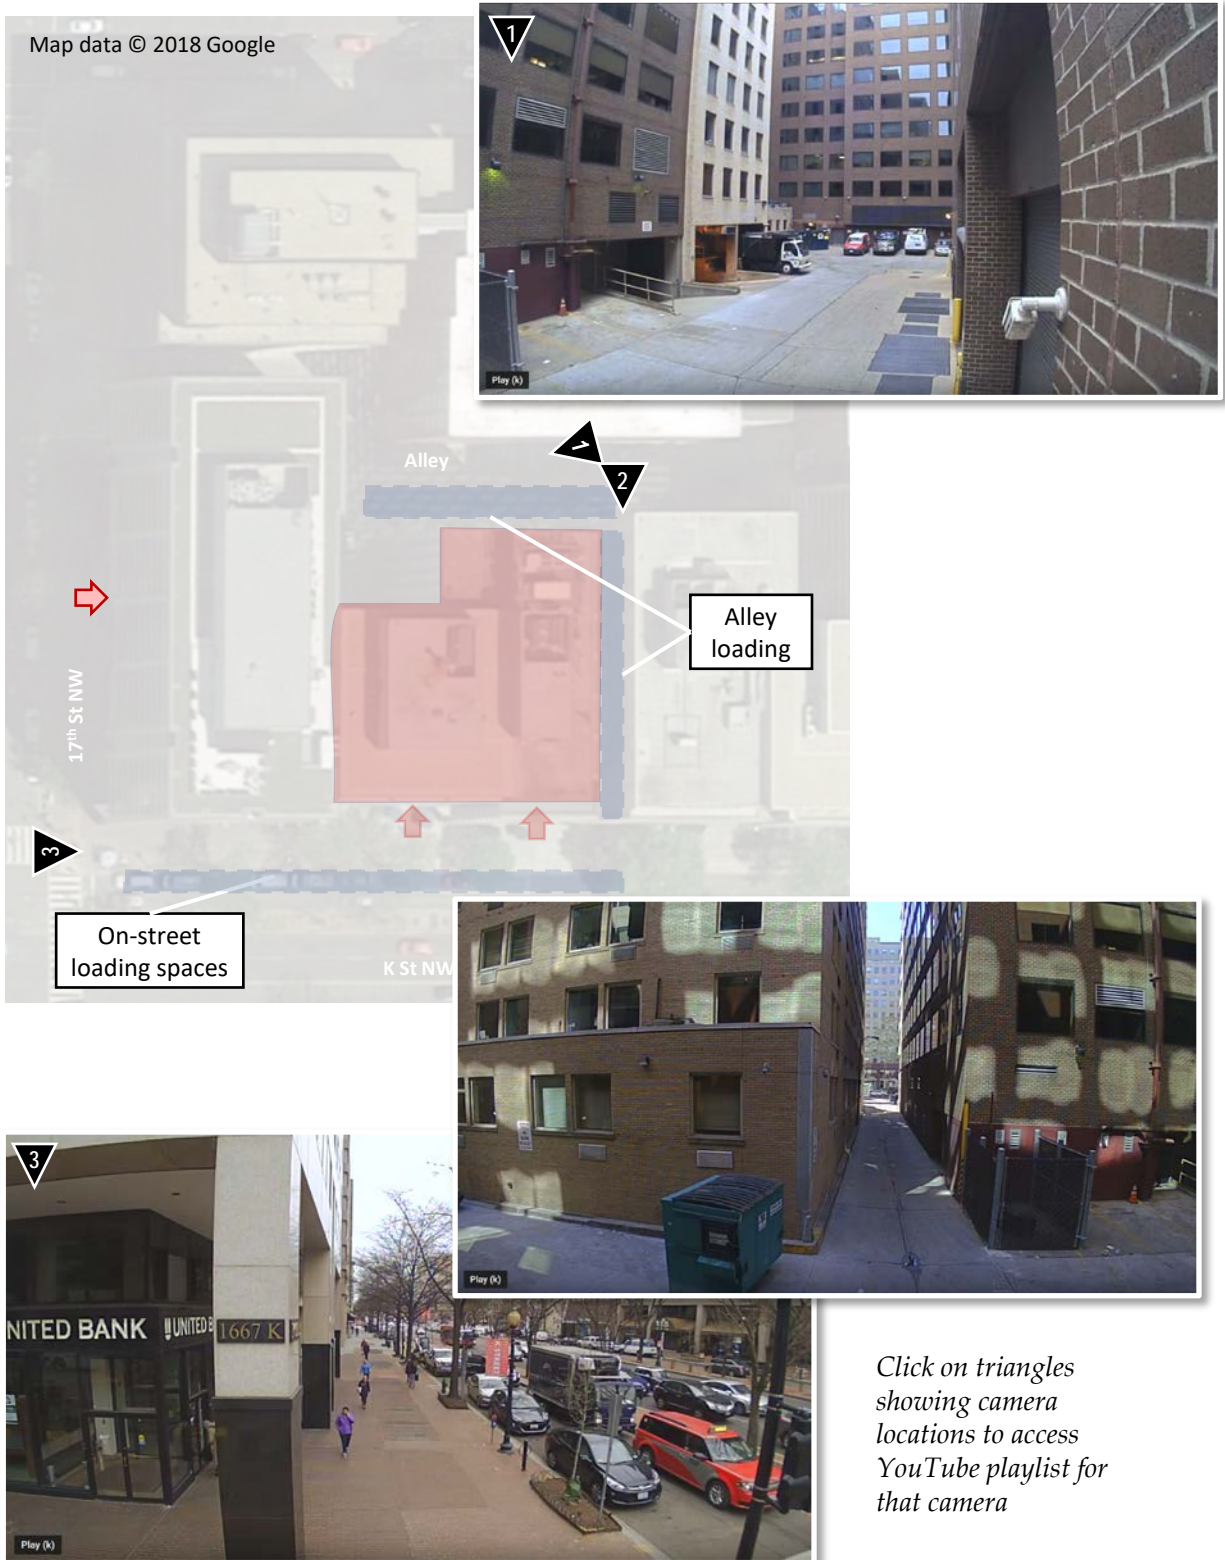 Map data © 2018 Google
1
Play (k)
Alley
1
2
Alley
loading
17th St NW
3
On-street
loading spaces
K St NW
Play (k)
3
NITED BANK
UNITED B
1667 K
K STREET
Play (k)
Click on triangles
showing camera
locations to access
YouTube playlist for
that camera